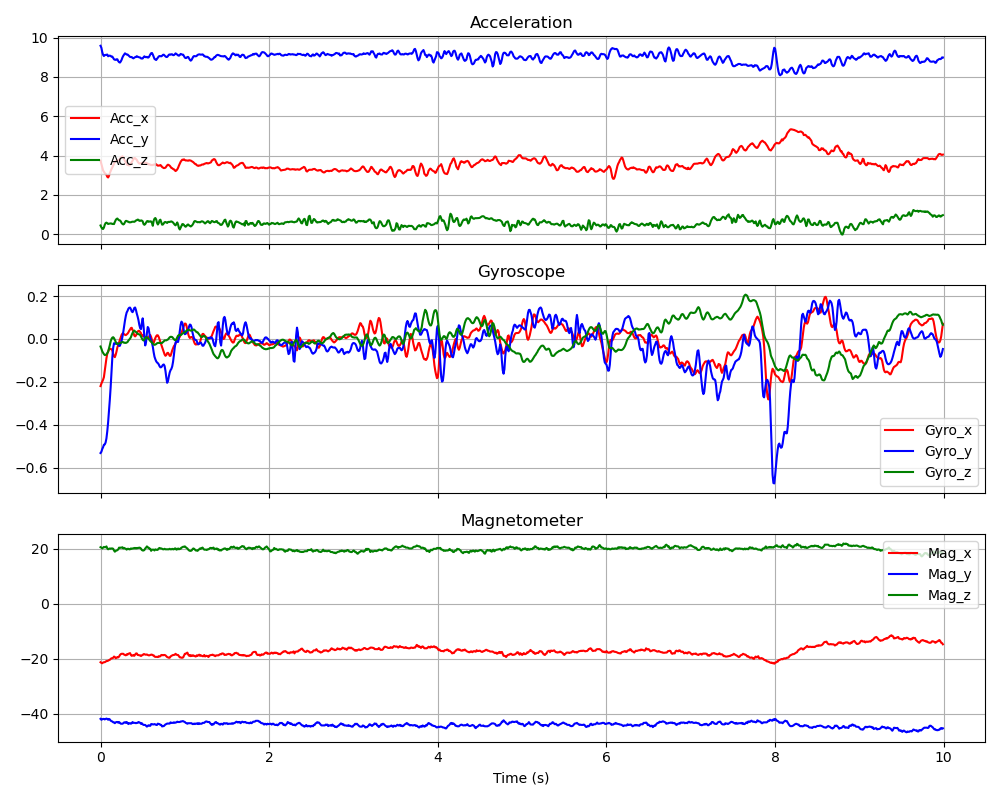 Acceleration
10
8
6
4
2
0
Acc_x
Acc_y
Acc_z
Gyroscope
0.2
0.0
−0.2
−0.4
−0.6
Gyro_x
Gyro_y
Gyro_z
Magnetometer
20
0
−20
−40
Mag_x
Mag_y
Mag_z
0 2 4 6 8 10
Time (s)